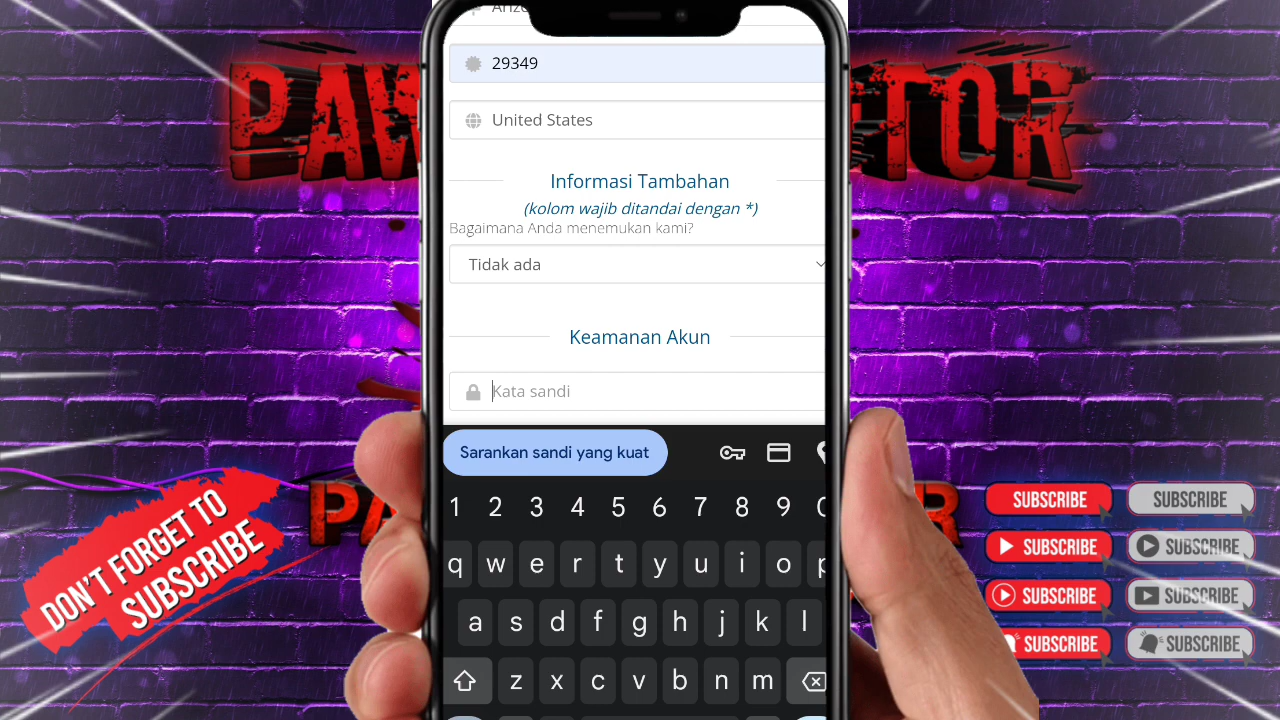 29349
United States
Informasi Tambahan
(kolom wajib ditandai dengan *)
Bagaimana Anda menemukan kami?
Tidak ada
Keamanan Akun
Kata sandi
Sarankan sandi yang kuat
1 2 3 4 5 6 7 8 9 0
q w e r t y u i o p
a s d f g h j k l
z x c v b n m
DON'T FORGET TO
SUBSCRIBE
SUBSCRIBE SUBSCRIBE
SUBSCRIBE SUBSCRIBE
SUBSCRIBE SUBSCRIBE
SUBSCRIBE SUBSCRIBE